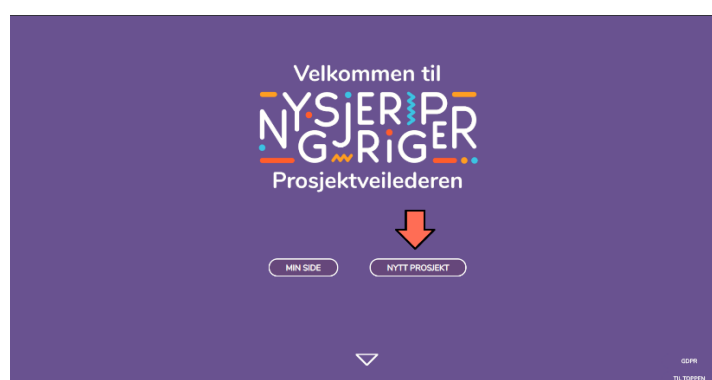 Velkommen til
NYSGJERRIGPER
Prosjektveilederen
MIN SIDE
NYTT PROSJEKT
GDPR
TIL TOPPEN